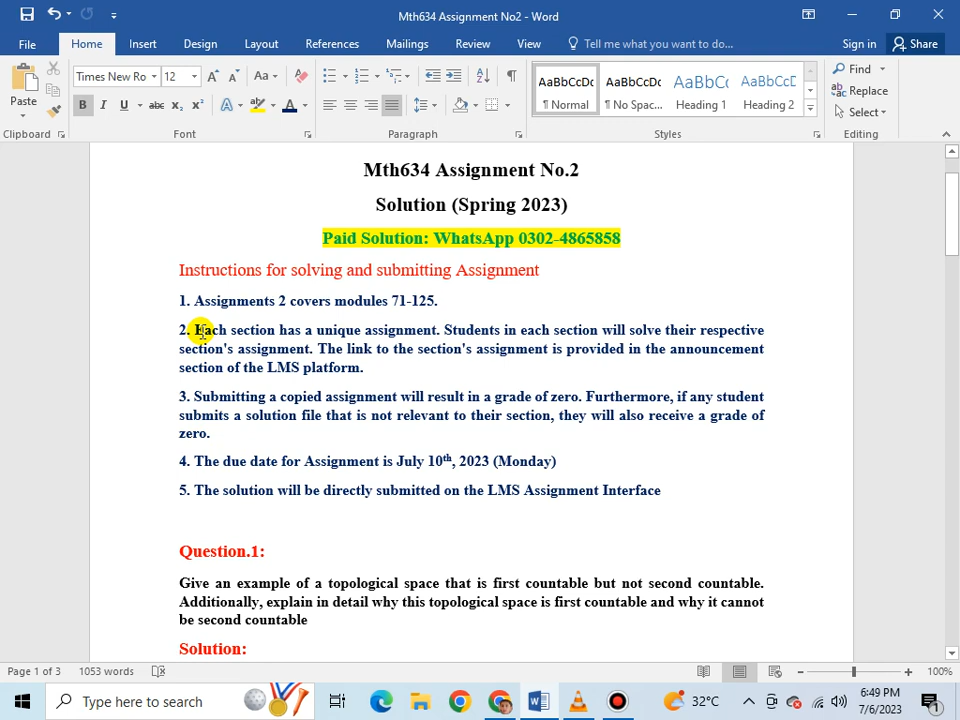 Mth634 Assignment No2 - Word
File Home Insert Design Layout References Mailings Review View Tell me what you want to do... Sign in Share
Paste
Clipboard
Times New Ro 12
Font
Paragraph
AaBbCcDc AaBbCcDc AaBbCcD AaBbCcD
¶ Normal ¶ No Spac... Heading 1 Heading 2
Styles
Find
Replace
Select
Editing
Mth634 Assignment No.2
Solution (Spring 2023)
Paid Solution: WhatsApp 0302-4865858
Instructions for solving and submitting Assignment
1. Assignments 2 covers modules 71-125.
2. Each section has a unique assignment. Students in each section will solve their respective
section's assignment. The link to the section's assignment is provided in the announcement
section of the LMS platform.
3. Submitting a copied assignment will result in a grade of zero. Furthermore, if any student
submits a solution file that is not relevant to their section, they will also receive a grade of
zero.
4. The due date for Assignment is July 10th, 2023 (Monday)
5. The solution will be directly submitted on the LMS Assignment Interface
Question.1:
Give an example of a topological space that is first countable but not second countable.
Additionally, explain in detail why this topological space is first countable and why it cannot
be second countable
Solution:
Page 1 of 3 1053 words 100%
Type here to search 32°C 6:49 PM
7/6/2023